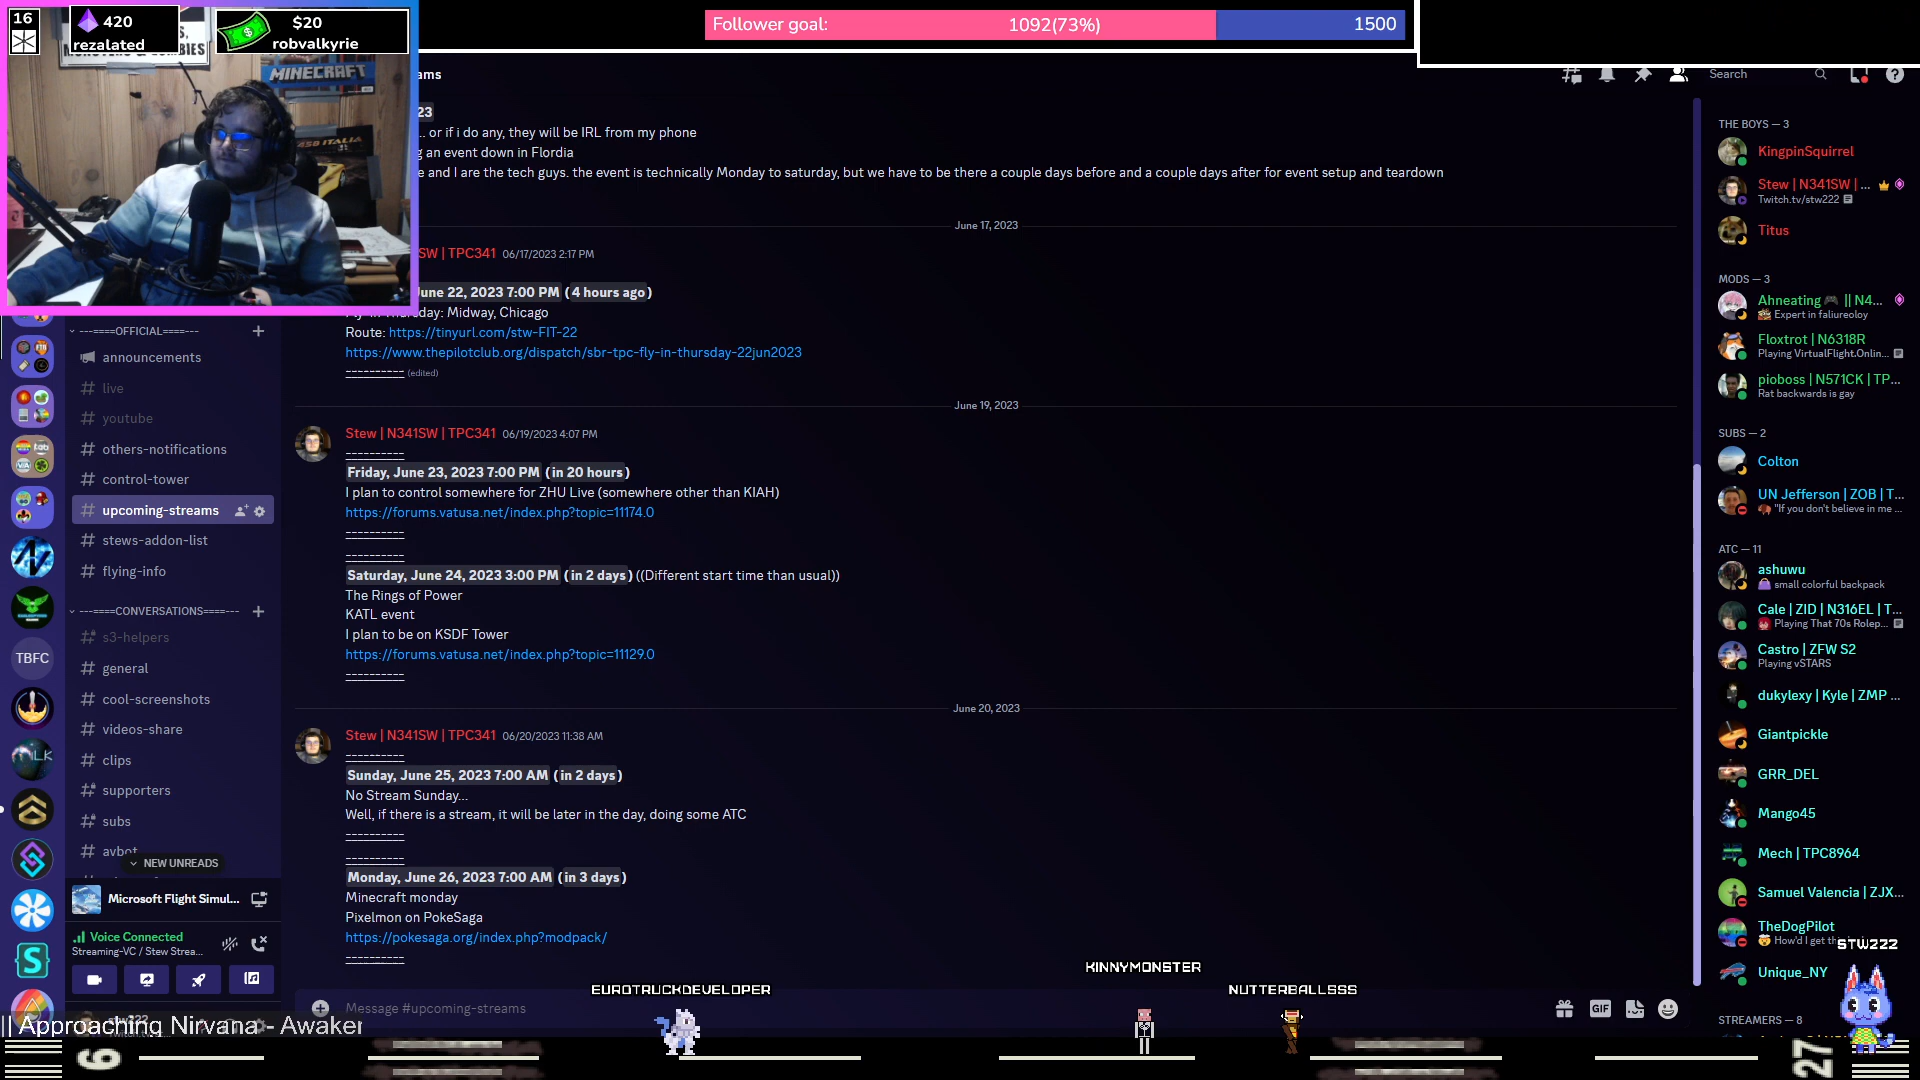 16
420
rezalated
$20
robvalkyrie
Follower goal:
1092(73%)
1500
MINECRAFT
458 ITALIA
ams
Search
23
.. or if i do any, they will be IRL from my phone
g an event down in Flordia
e and I are the tech guys. the event is technically Monday to saturday, but we have to be there a couple days before and a couple days after for event setup and teardown
June 17, 2023
SW | TPC341 06/17/2023 2:17 PM
June 22, 2023 7:00 PM (4 hours ago)
Fly-In Thursday: Midway, Chicago
Route: https://tinyurl.com/stw-FIT-22
https://www.thepilotclub.org/dispatch/sbr-tpc-fly-in-thursday-22jun2023
---------- (edited)
June 19, 2023
Stew | N341SW | TPC341 06/19/2023 4:07 PM
----------
Friday, June 23, 2023 7:00 PM (in 20 hours)
I plan to control somewhere for ZHU Live (somewhere other than KIAH)
https://forums.vatusa.net/index.php?topic=11174.0
----------
----------
Saturday, June 24, 2023 3:00 PM (in 2 days) ((Different start time than usual))
The Rings of Power
KATL event
I plan to be on KSDF Tower
https://forums.vatusa.net/index.php?topic=11129.0
----------
June 20, 2023
Stew | N341SW | TPC341 06/20/2023 11:38 AM
----------
Sunday, June 25, 2023 7:00 AM (in 2 days)
No Stream Sunday...
Well, if there is a stream, it will be later in the day, doing some ATC
----------
----------
Monday, June 26, 2023 7:00 AM (in 3 days)
Minecraft monday
Pixelmon on PokeSaga
https://pokesaga.org/index.php?modpack/
----------
Message #upcoming-streams
GIF
---====OFFICIAL====---
announcements
live
youtube
others-notifications
control-tower
upcoming-streams
stews-addon-list
flying-info
---====CONVERSATIONS====---
s3-helpers
general
cool-screenshots
videos-share
clips
supporters
subs
avbot
NEW UNREADS
TBFC
Microsoft Flight Simul...
Voice Connected
Streaming-VC / Stew Strea...
stw222
|| Approaching Nirvana - Awaker
THE BOYS — 3
KingpinSquirrel
Stew | N341SW | ...
Twitch.tv/stw222
Titus
MODS — 3
Ahneating 🎮 || N4...
Expert in faliureoloy
Floxtrot | N6318R
Playing VirtualFlight.Onlin...
pioboss | N571CK | TP...
Rat backwards is gay
SUBS — 2
Colton
UN Jefferson | ZOB | T...
"If you don't believe in me ...
ATC — 11
ashuwu
small colorful backpack
Cale | ZID | N316EL | T...
Playing That 70s Rolep...
Castro | ZFW S2
Playing vSTARS
dukylexy | Kyle | ZMP ...
Giantpickle
GRR_DEL
Mango45
Mech | TPC8964
Samuel Valencia | ZJX...
TheDogPilot
How'd I get th
STW222
Unique_NY
STREAMERS — 8
EUROTRUCKDEVELOPER
KINNYMONSTER
NUTTERBALLSSS
9
27